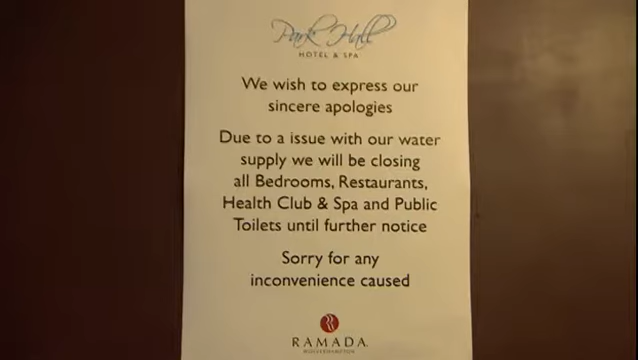 Park Hall
HOTEL & SPA
We wish to express our
sincere apologies
Due to a issue with our water
supply we will be closing
all Bedrooms, Restaurants,
Health Club & Spa and Public
Toilets until further notice
Sorry for any
inconvenience caused
RAMADA
WOLVERHAMPTON